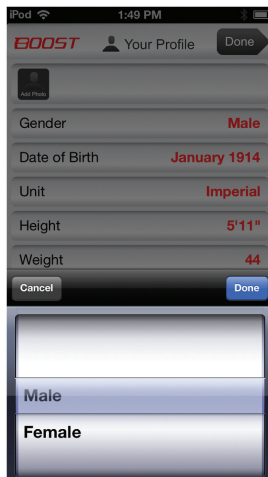 iPod 1:49 PM
BOOST Your Profile Done
Add Photo
Gender Male
Date of Birth January 1914
Unit Imperial
Height 5'11"
Weight 44
Cancel Done
Male
Female